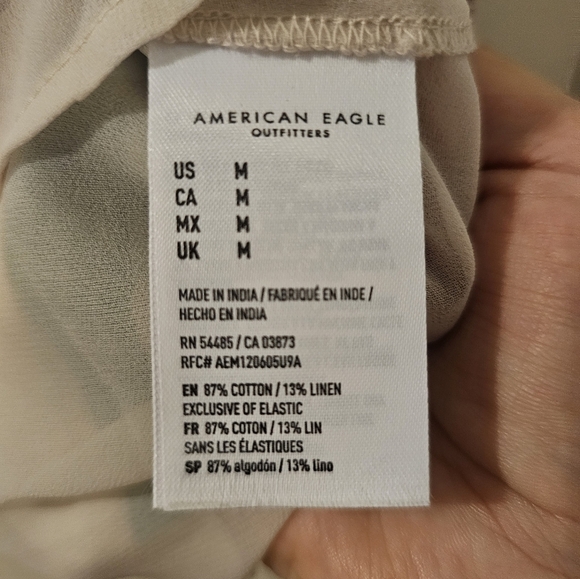 AMERICAN EAGLE
OUTFITTERS
US M
CA M
MX M
UK M
MADE IN INDIA / FABRIQUÉ EN INDE /
HECHO EN INDIA
RN 54485 / CA 03873
RFC# AEM120605U9A
EN 87% COTTON / 13% LINEN
EXCLUSIVE OF ELASTIC
FR 87% COTON / 13% LIN
SANS LES ÉLASTIQUES
SP 87% algodón / 13% lino